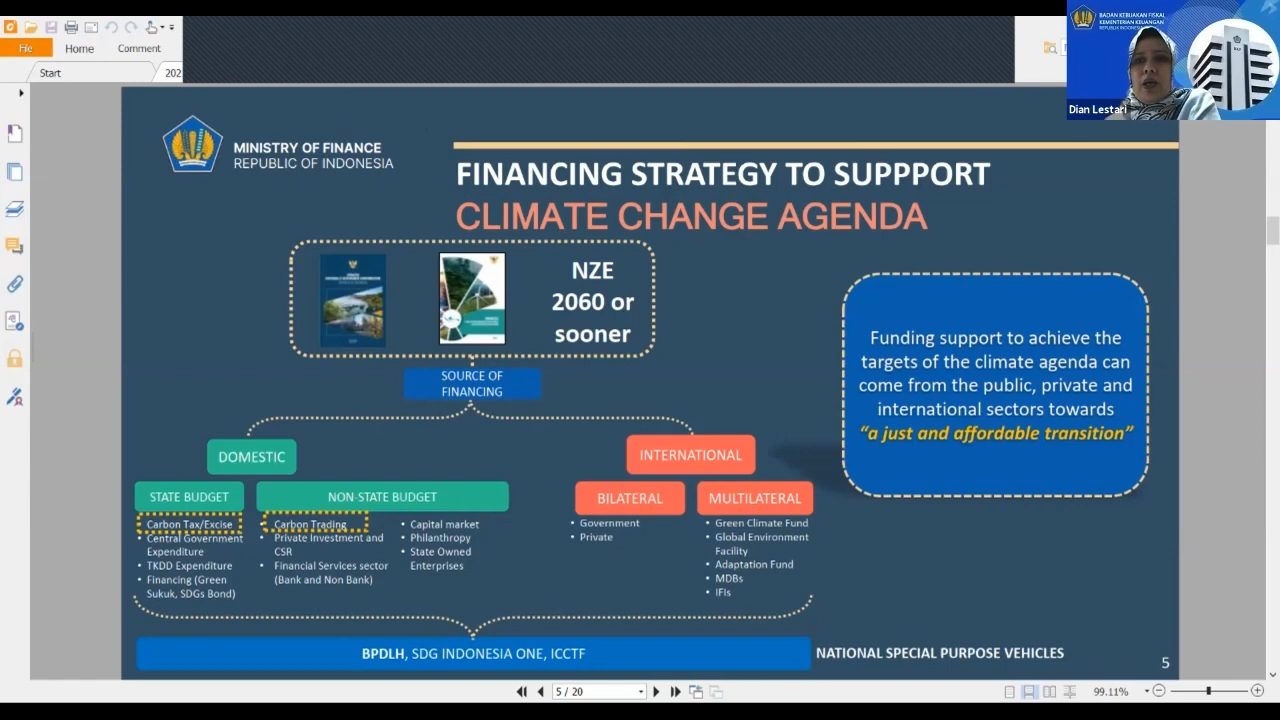 File
Home
Comment
Start
202
BADAN KEBIJAKAN FISKAL
KEMENTERIAN KEUANGAN
REPUBLIK INDONESIA
Dian Lestari
MINISTRY OF FINANCE
REPUBLIC OF INDONESIA
FINANCING STRATEGY TO SUPPPORT
CLIMATE CHANGE AGENDA
NZE
2060 or
sooner
SOURCE OF
FINANCING
DOMESTIC
STATE BUDGET
Carbon Tax/Excise
• Central Government
Expenditure
• TKDD Expenditure
• Financing (Green
Sukuk, SDGs Bond)
NON-STATE BUDGET
• Carbon Trading
• Private Investment and
CSR
• Financial Services sector
(Bank and Non Bank)
• Capital market
• Philanthropy
• State Owned
Enterprises
INTERNATIONAL
BILATERAL
• Government
• Private
MULTILATERAL
• Green Climate Fund
• Global Environment
Facility
• Adaptation Fund
• MDBs
• IFIs
Funding support to achieve the
targets of the climate agenda can
come from the public, private and
international sectors towards
“a just and affordable transition”
BPDLH, SDG INDONESIA ONE, ICCTF
NATIONAL SPECIAL PURPOSE VEHICLES
5
5 / 20
99.11%